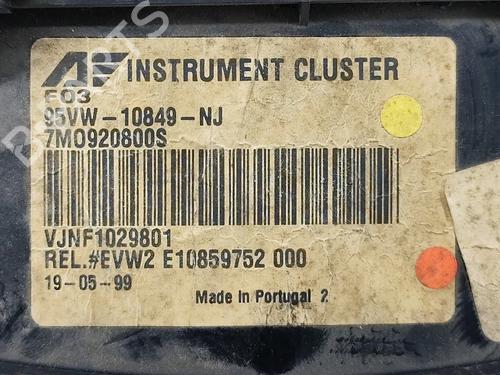 AF INSTRUMENT CLUSTER
F03
95VW-10849-NJ
7M0920800S
VJNF1029801
REL.#EVW2 E10859752 000
19-05-99
Made in Portugal 2